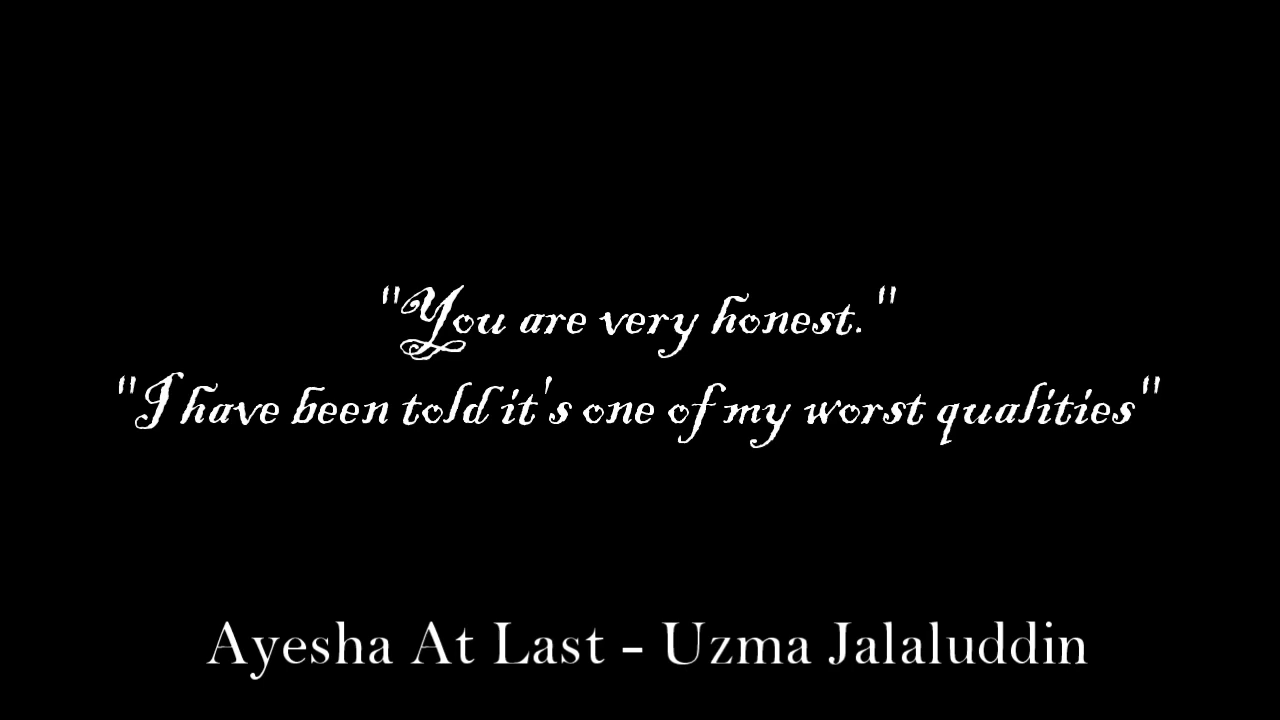 "You are very honest."
"I have been told it's one of my worst qualities"
Ayesha At Last - Uzma Jalaluddin